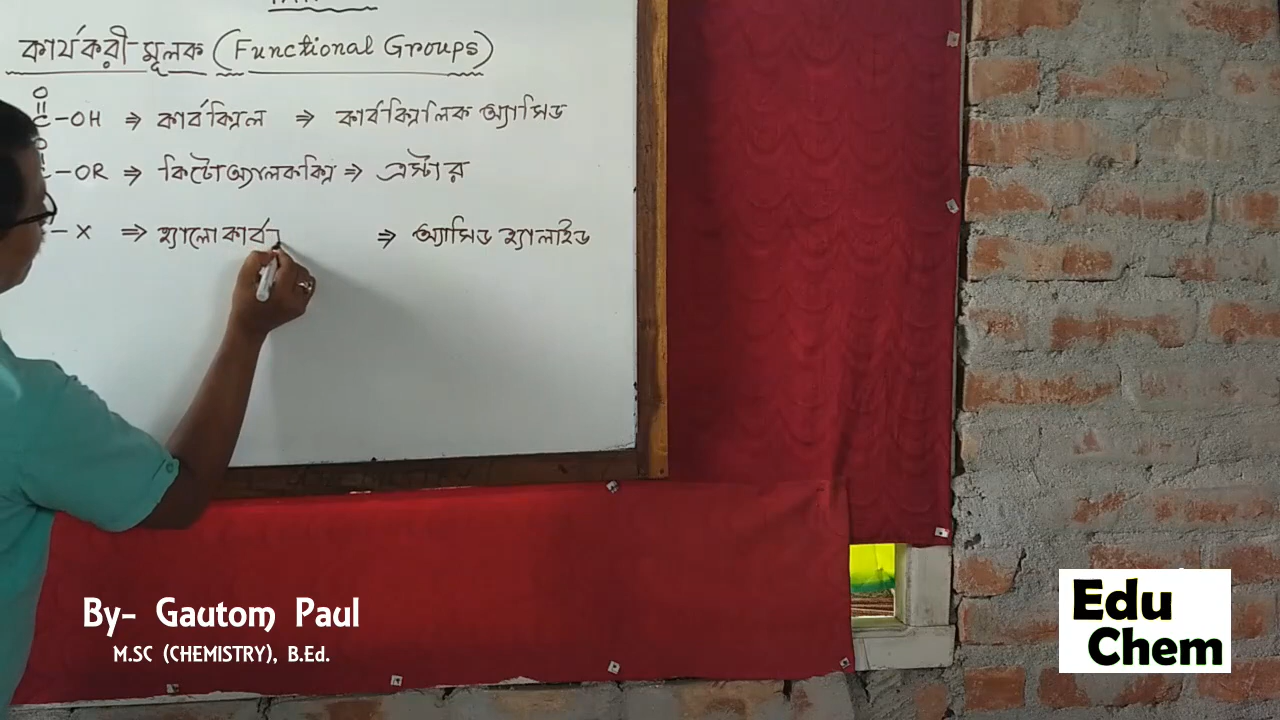 কার্যকরী-মূলক (Functional Groups)
O
C-OH ⇒ কার্বক্সিল ⇒ কার্বক্সিলিক অ্যাসিড
-OR ⇒ কিটোঅ্যালকক্সি ⇒ এস্টার
-X ⇒ হ্যালোকার্ব ⇒ অ্যাসিড হ্যালাইড
By- Gautom Paul
M.SC (CHEMISTRY), B.Ed.
Edu
Chem